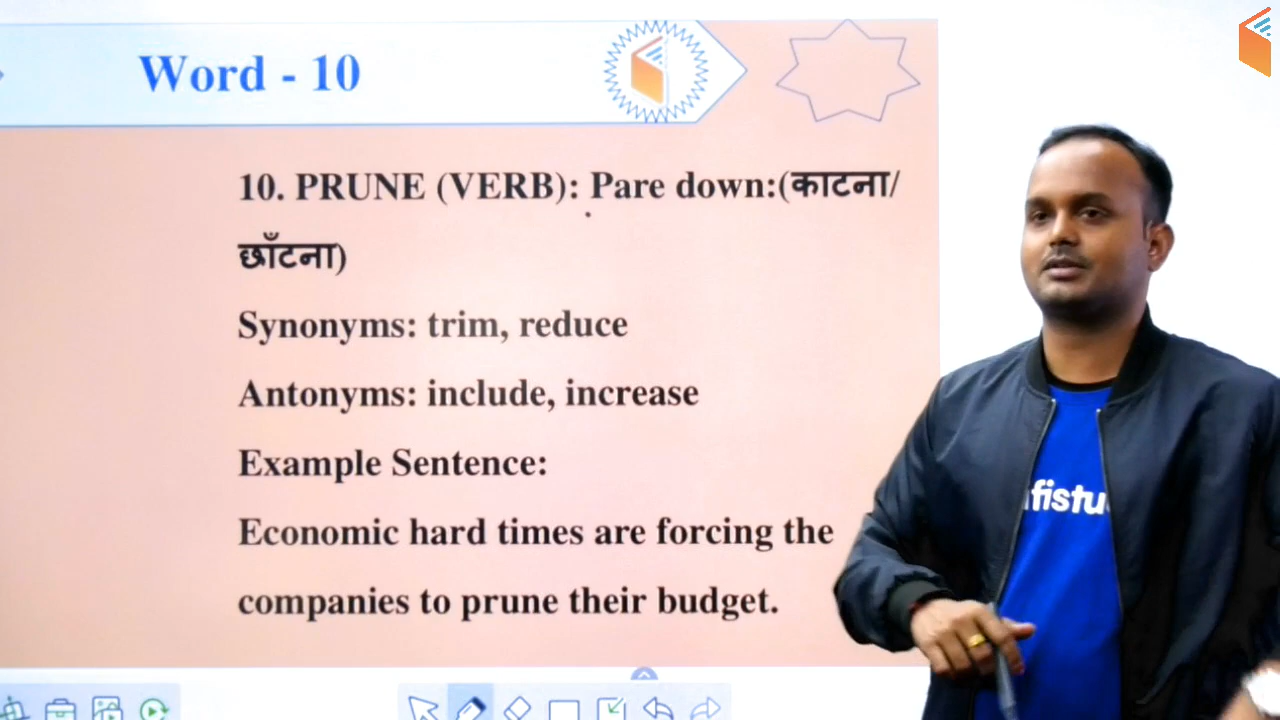 Word - 10
10. PRUNE (VERB): Pare down:(काटना/
छाँटना)
Synonyms: trim, reduce
Antonyms: include, increase
Example Sentence:
Economic hard times are forcing the
companies to prune their budget.